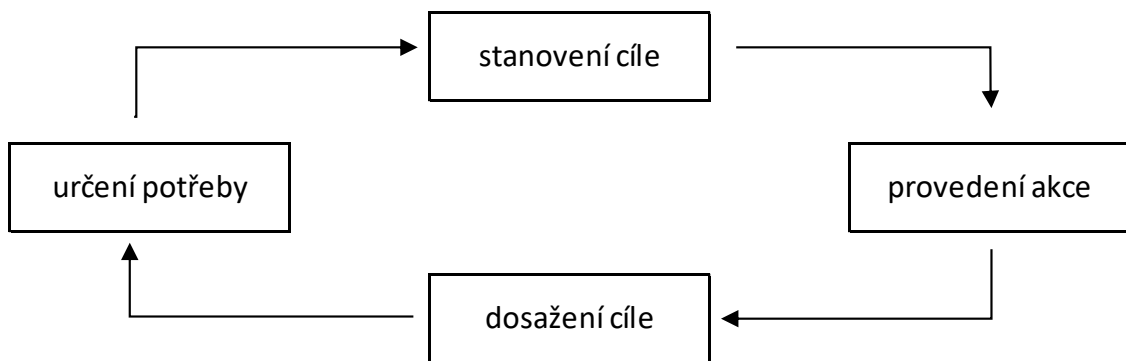 stanovení cíle
určení potřeby
provedení akce
dosažení cíle